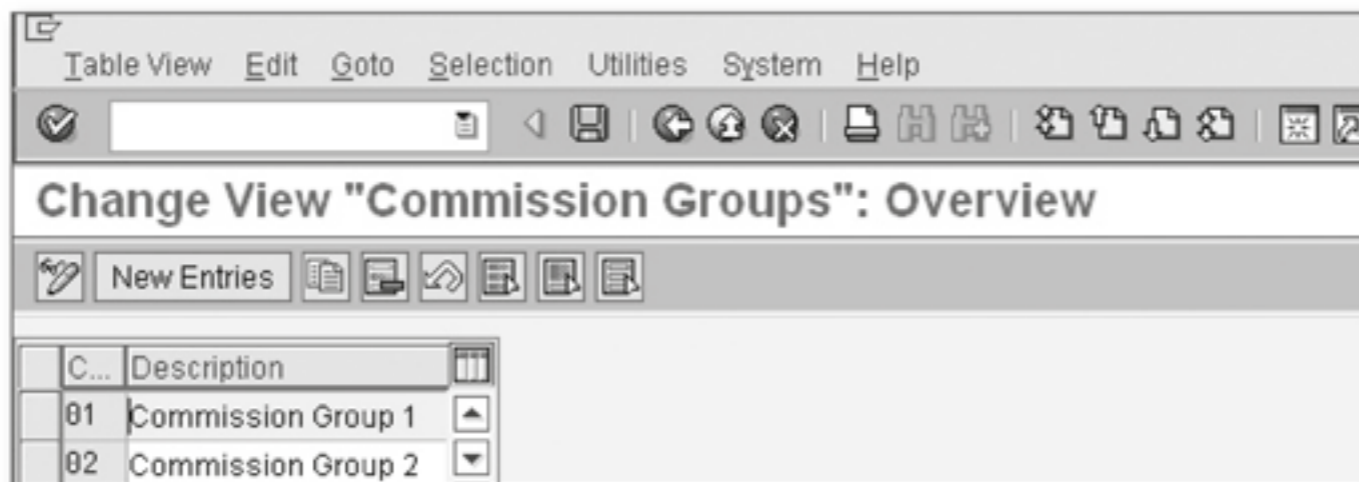 Table View Edit Goto Selection Utilities System Help
Change View "Commission Groups": Overview
New Entries
C... Description
01 Commission Group 1
02 Commission Group 2